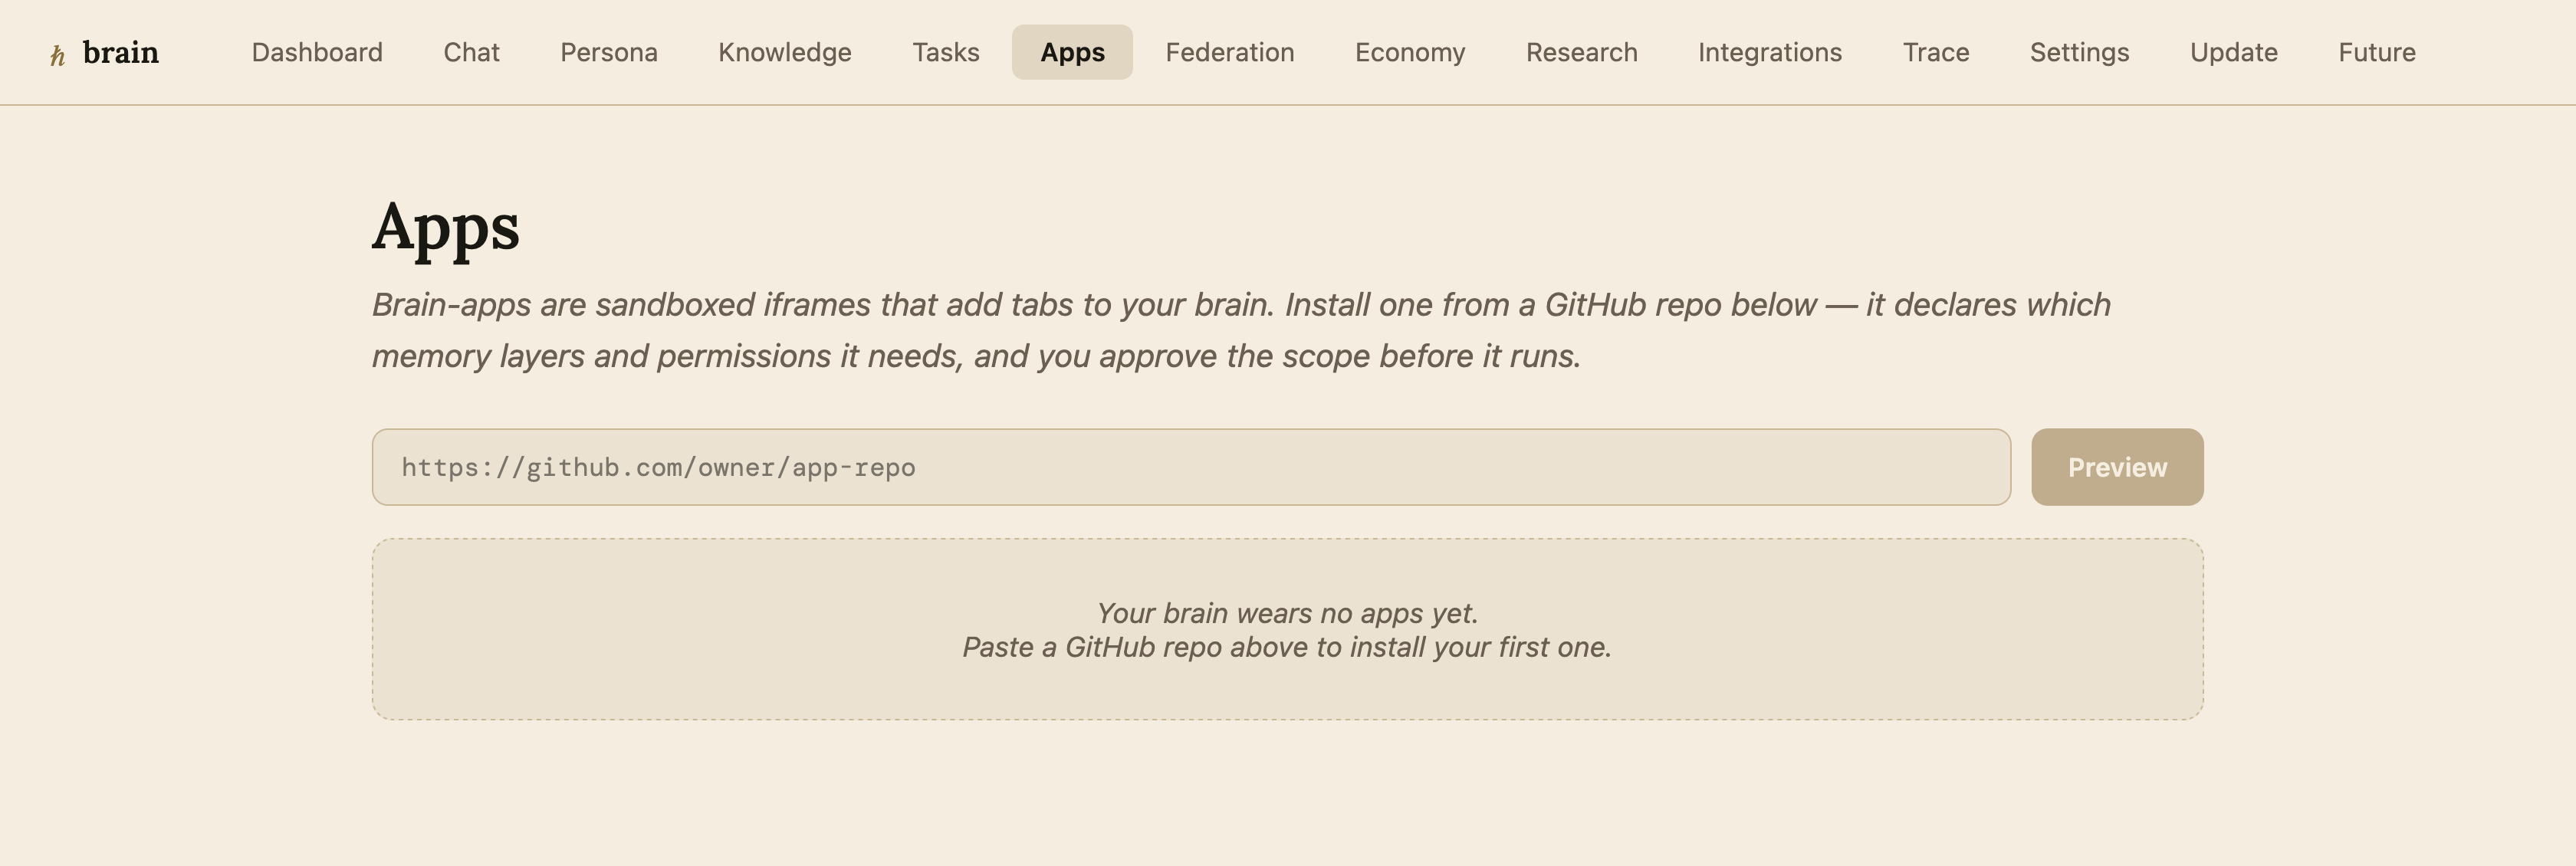 ℏ brain Dashboard Chat Persona Knowledge Tasks Apps Federation Economy Research Integrations Trace Settings Update Future
Apps
Brain-apps are sandboxed iframes that add tabs to your brain. Install one from a GitHub repo below — it declares which
memory layers and permissions it needs, and you approve the scope before it runs.
https://github.com/owner/app-repo Preview
Your brain wears no apps yet.
Paste a GitHub repo above to install your first one.